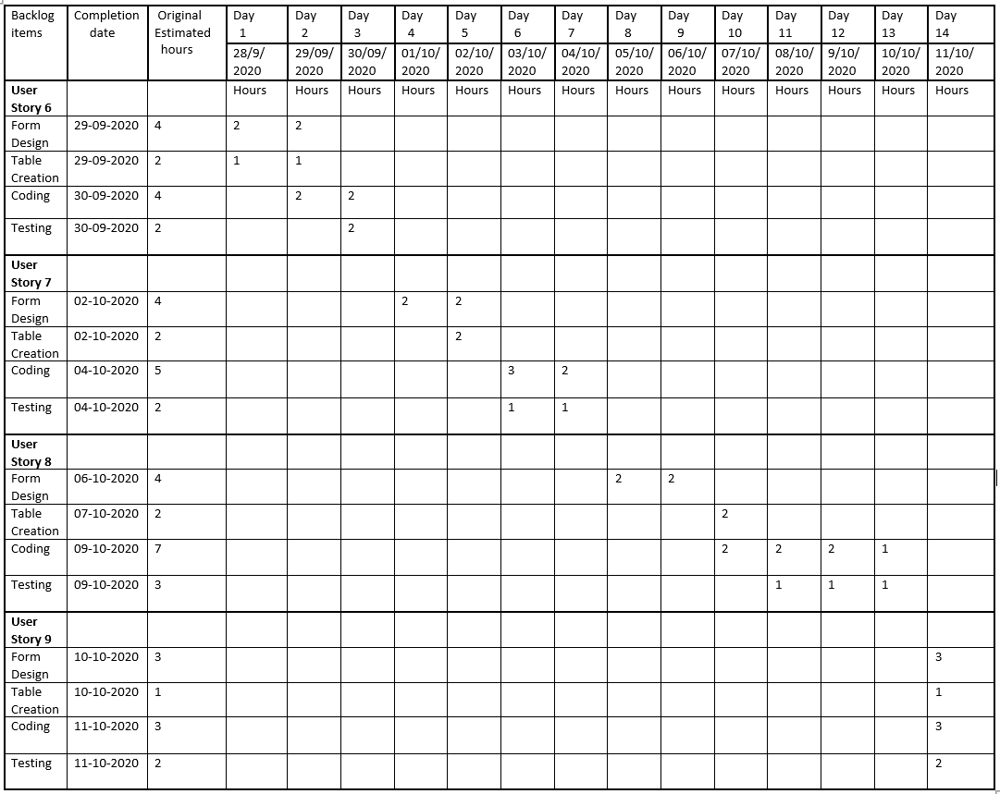 Backlog items Completion date Original Estimated hours Day 1 Day 2 Day 3 Day 4 Day 5 Day 6 Day 7 Day 8 Day 9 Day 10 Day 11 Day 12 Day 13 Day 14
28/9/2020 29/09/2020 30/09/2020 01/10/2020 02/10/2020 03/10/2020 04/10/2020 05/10/2020 06/10/2020 07/10/2020 08/10/2020 9/10/2020 10/10/2020 11/10/2020
User Story 6 Hours Hours Hours Hours Hours Hours Hours Hours Hours Hours Hours Hours Hours Hours
Form Design 29-09-2020 4 2 2
Table Creation 29-09-2020 2 1 1
Coding 30-09-2020 4 2 2
Testing 30-09-2020 2 2
User Story 7
Form Design 02-10-2020 4 2 2
Table Creation 02-10-2020 2 2
Coding 04-10-2020 5 3 2
Testing 04-10-2020 2 1 1
User Story 8
Form Design 06-10-2020 4 2 2
Table Creation 07-10-2020 2 2
Coding 09-10-2020 7 2 2 2 1
Testing 09-10-2020 3 1 1 1
User Story 9
Form Design 10-10-2020 3 3
Table Creation 10-10-2020 1 1
Coding 11-10-2020 3 3
Testing 11-10-2020 2 2